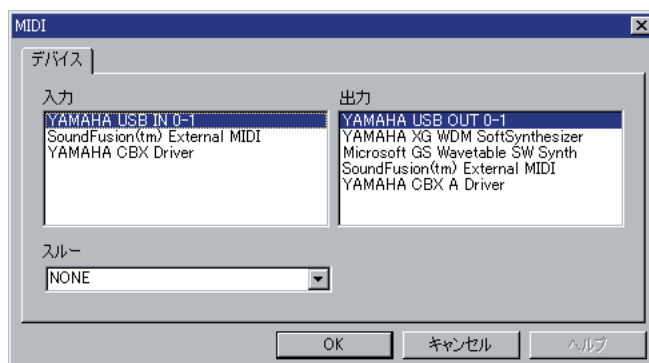 MIDI
デバイス
入力
YAMAHA USB IN 0-1
SoundFusion(tm) External MIDI
YAMAHA CBX Driver
出力
YAMAHA USB OUT 0-1
YAMAHA XG WDM SoftSynthesizer
Microsoft GS Wavetable SW Synth
SoundFusion(tm) External MIDI
YAMAHA CBX A Driver
スルー
NONE
OK
キャンセル
ヘルプ